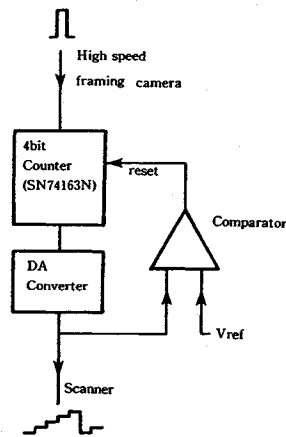 High speed
framing camera
4bit
Counter
(SN74163N)
reset
Comparator
DA
Converter
Vref
Scanner